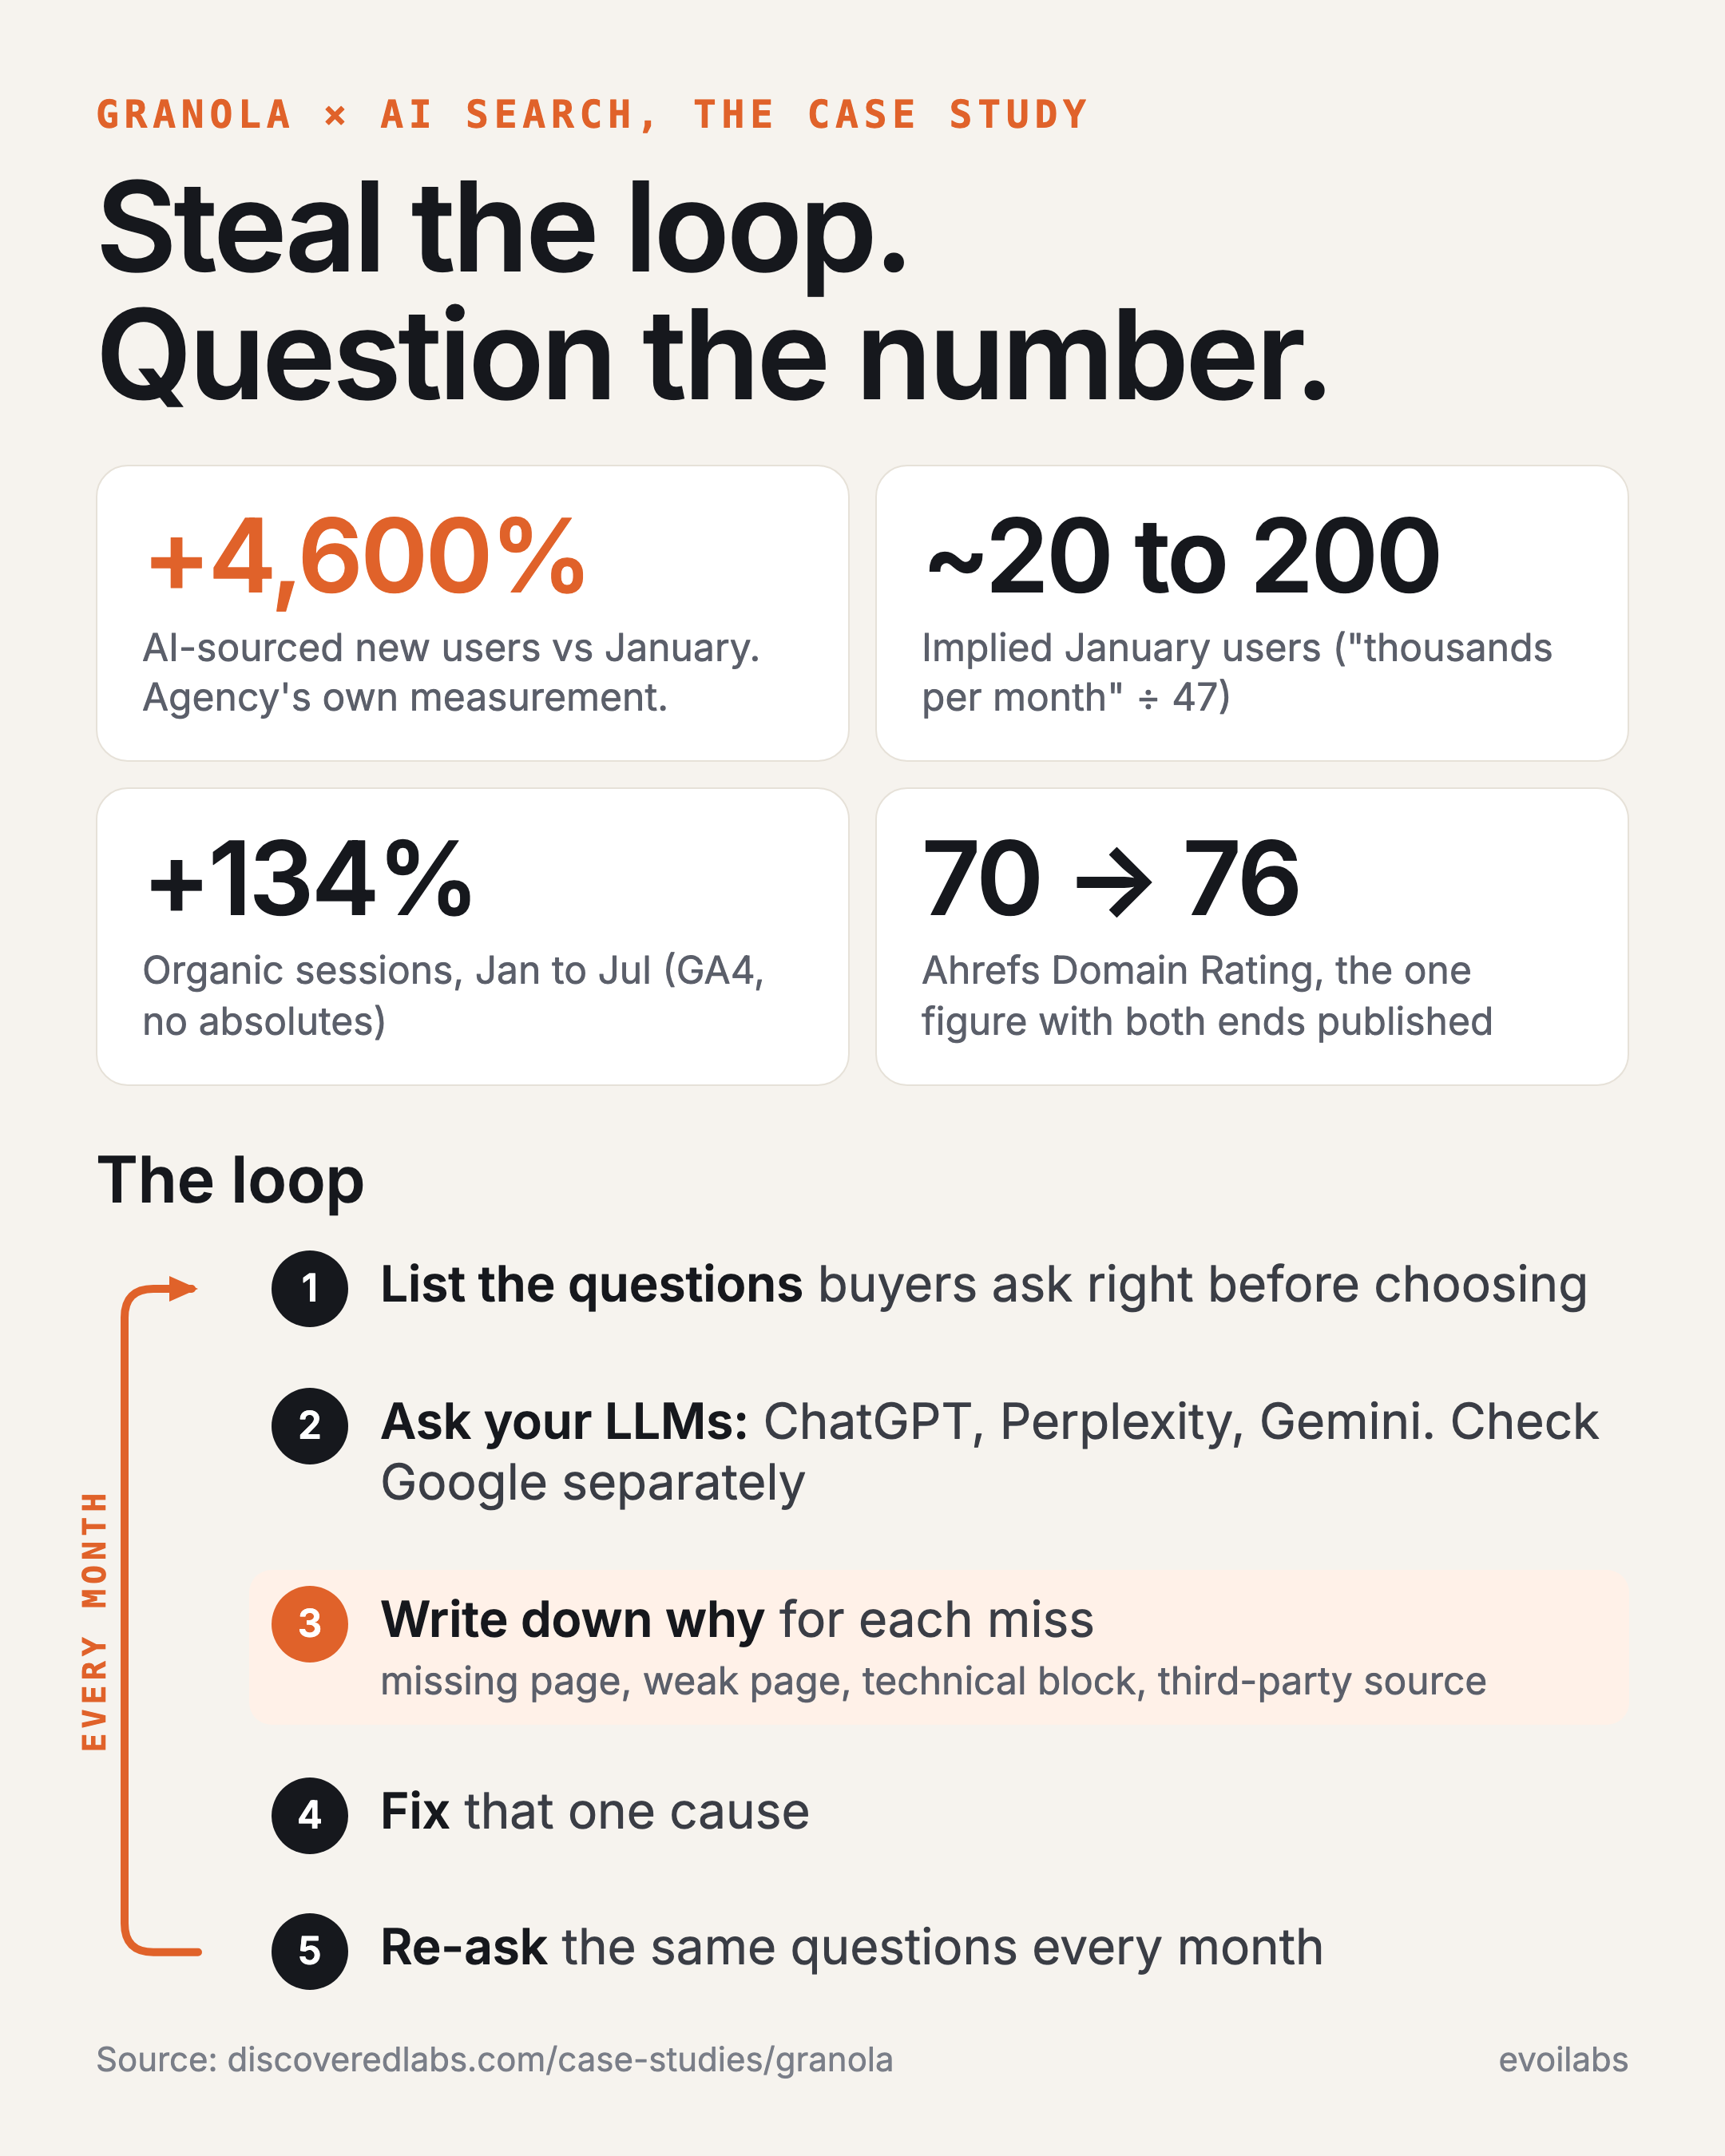 GRANOLA × AI SEARCH, THE CASE STUDY
Steal the loop.
Question the number.
+4,600%
AI-sourced new users vs January.
Agency's own measurement.
~20 to 200
Implied January users ("thousands
per month" ÷ 47)
+134%
Organic sessions, Jan to Jul (GA4,
no absolutes)
70 → 76
Ahrefs Domain Rating, the one
figure with both ends published
The loop
EVERY MONTH
1 List the questions buyers ask right before choosing
2 Ask your LLMs: ChatGPT, Perplexity, Gemini. Check
Google separately
3 Write down why for each miss
missing page, weak page, technical block, third-party source
4 Fix that one cause
5 Re-ask the same questions every month
Source: discoveredlabs.com/case-studies/granola
evoilabs